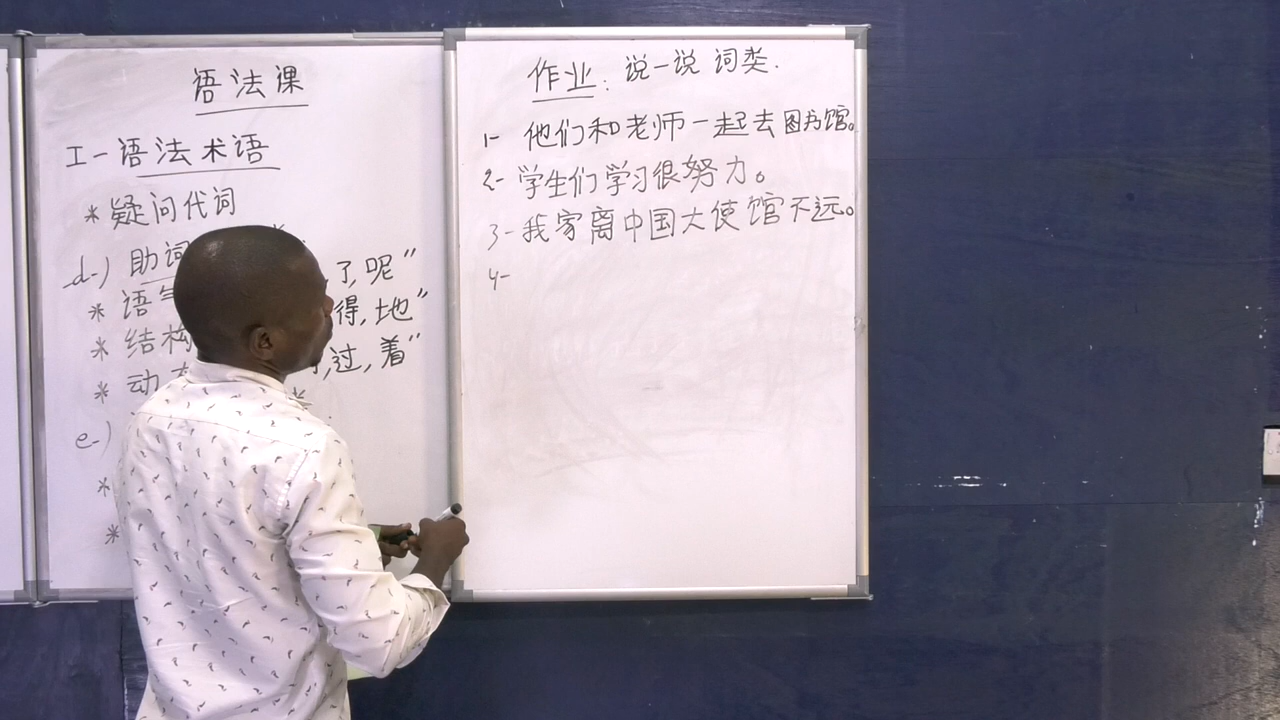 语法课
I-语法术语
*疑问代词
d-) 助词
*语气 了,呢"
*结构 得,地"
*动 过,着"
e-)
*
*
作业:说一说 词类.
1- 他们和老师一起去图书馆。
2- 学生们学习很努力。
3- 我家离中国大使馆不远。
4-